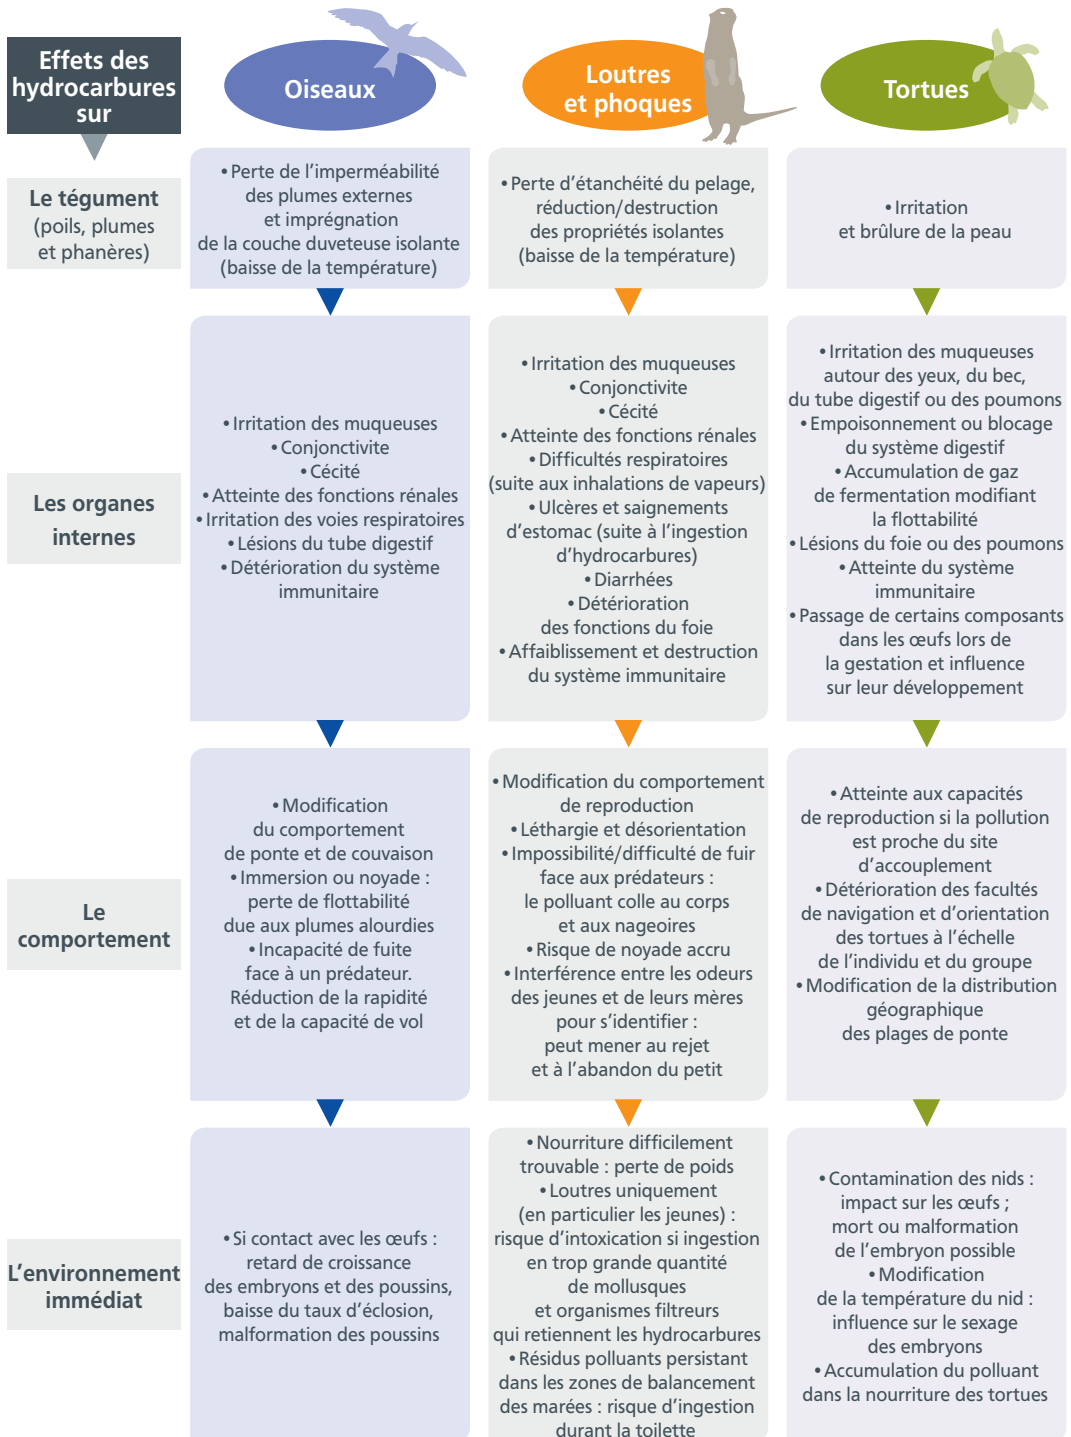 Effets des
hydrocarbures
sur
Oiseaux
Loutres
et phoques
Tortues
Le tégument
(poils, plumes
et phanères)
• Perte de l’imperméabilité
des plumes externes
et imprégnation
de la couche duveteuse isolante
(baisse de la température)
• Perte d’étanchéité du pelage,
réduction/destruction
des propriétés isolantes
(baisse de la température)
• Irritation
et brûlure de la peau
Les organes
internes
• Irritation des muqueuses
• Conjonctivite
• Cécité
• Atteinte des fonctions rénales
• Irritation des voies respiratoires
• Lésions du tube digestif
• Détérioration du système
immunitaire
• Irritation des muqueuses
• Conjonctivite
• Cécité
• Atteinte des fonctions rénales
• Difficultés respiratoires
(suite aux inhalations de vapeurs)
• Ulcères et saignements
d’estomac (suite à l’ingestion
d’hydrocarbures)
• Diarrhées
• Détérioration
des fonctions du foie
• Affaiblissement et destruction
du système immunitaire
• Irritation des muqueuses
autour des yeux, du bec,
du tube digestif ou des poumons
• Empoisonnement ou blocage
du système digestif
• Accumulation de gaz
de fermentation modifiant
la flottabilité
• Lésions du foie ou des poumons
• Atteinte du système
immunitaire
• Passage de certains composants
dans les œufs lors de
la gestation et influence
sur leur développement
Le
comportement
• Modification
du comportement
de ponte et de couvaison
• Immersion ou noyade :
perte de flottabilité
due aux plumes alourdies
• Incapacité de fuite
face à un prédateur.
Réduction de la rapidité
et de la capacité de vol
• Modification du comportement
de reproduction
• Léthargie et désorientation
• Impossibilité/difficulté de fuir
face aux prédateurs :
le polluant colle au corps
et aux nageoires
• Risque de noyade accru
• Interférence entre les odeurs
des jeunes et de leurs mères
pour s’identifier :
peut mener au rejet
et à l’abandon du petit
• Atteinte aux capacités
de reproduction si la pollution
est proche du site
d’accouplement
• Détérioration des facultés
de navigation et d’orientation
des tortues à l’échelle
de l’individu et du groupe
• Modification de la distribution
géographique
des plages de ponte
L’environnement
immédiat
• Si contact avec les œufs :
retard de croissance
des embryons et des poussins,
baisse du taux d’éclosion,
malformation des poussins
• Nourriture difficilement
trouvable : perte de poids
• Loutres uniquement
(en particulier les jeunes) :
risque d’intoxication si ingestion
en trop grande quantité
de mollusques
et organismes filtreurs
qui retiennent les hydrocarbures
• Résidus polluants persistant
dans les zones de balancement
des marées : risque d’ingestion
durant la toilette
• Contamination des nids :
impact sur les œufs ;
mort ou malformation
de l’embryon possible
• Modification
de la température du nid :
influence sur le sexage
des embryons
• Accumulation du polluant
dans la nourriture des tortues